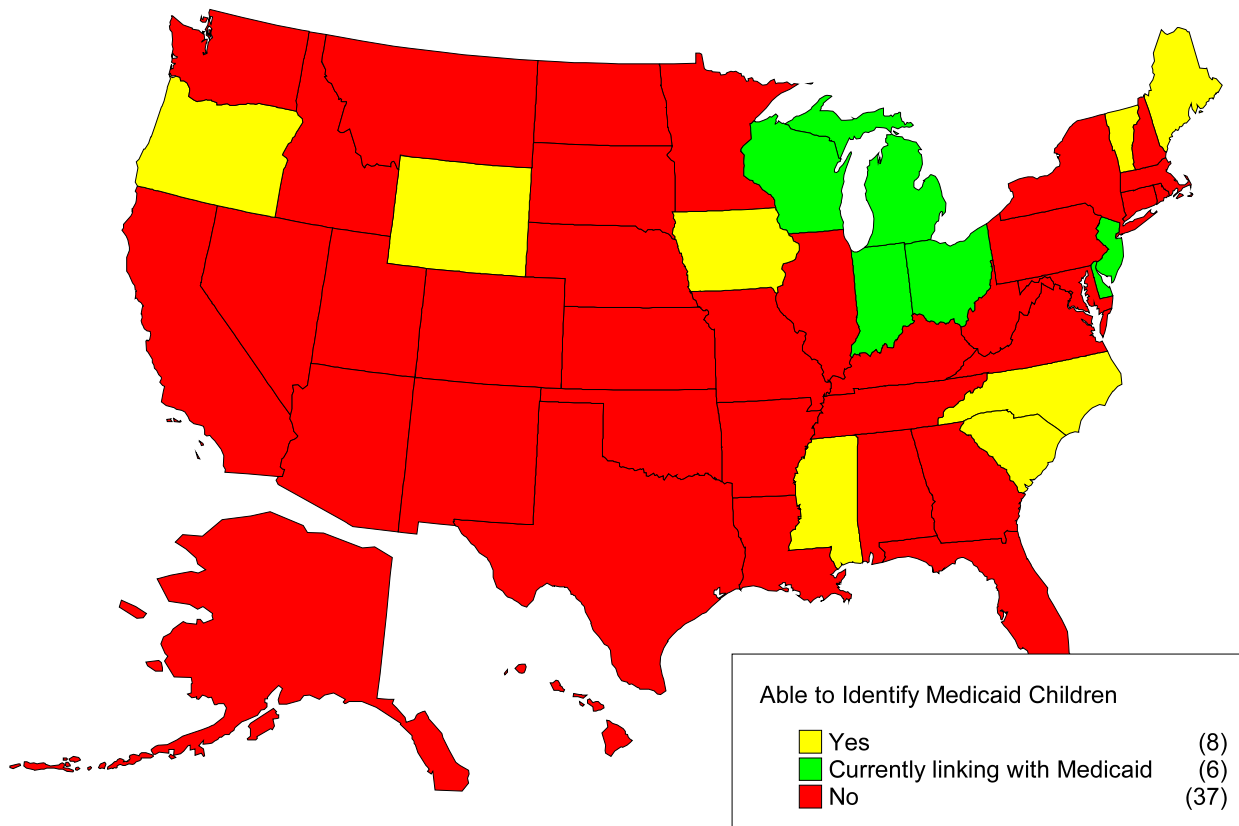 Able to Identify Medicaid Children
Yes (8)
Currently linking with Medicaid (6)
No (37)